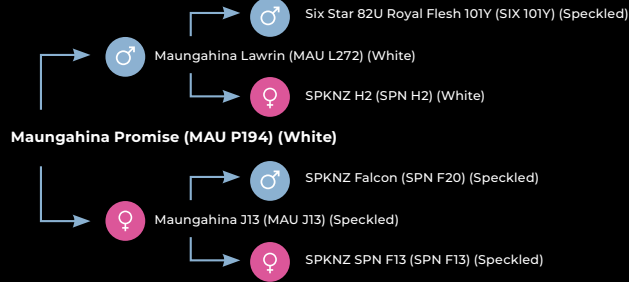 Six Star 82U Royal Flesh 101Y (SIX 101Y) (Speckled)
Maungahina Lawrin (MAU L272) (White)
SPKNZ H2 (SPN H2) (White)
Maungahina Promise (MAU P194) (White)
SPKNZ Falcon (SPN F20) (Speckled)
Maungahina J13 (MAU J13) (Speckled)
SPKNZ SPN F13 (SPN F13) (Speckled)